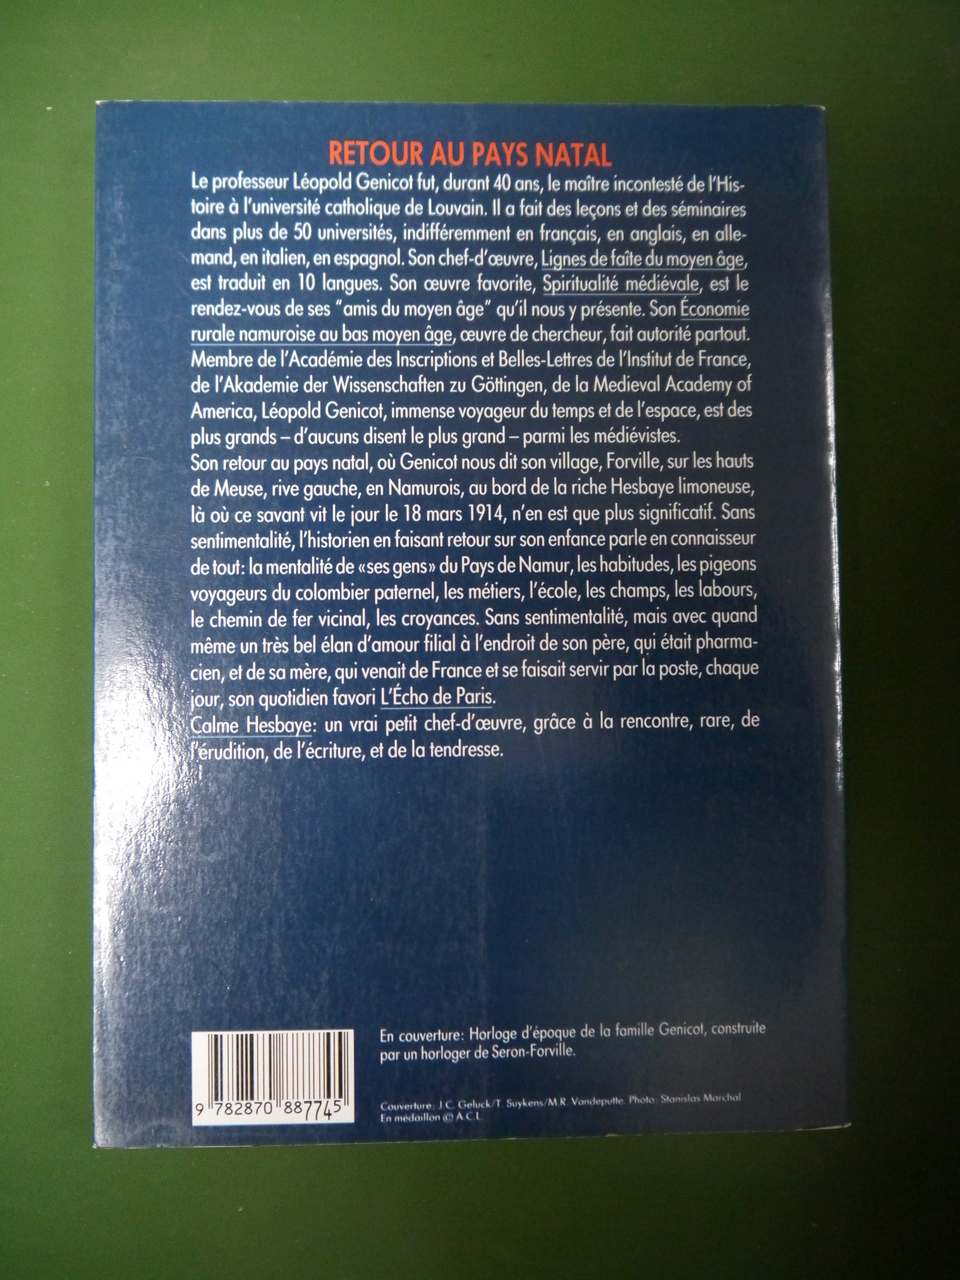 RETOUR AU PAYS NATAL
Le professeur Léopold Genicot fut, durant 40 ans, le maître incontesté de l'His-
toire à l'université catholique de Louvain. Il a fait des leçons et des séminaires
dans plus de 50 universités, indifféremment en français, en anglais, en alle-
mand, en italien, en espagnol. Son chef-d'œuvre, Lignes de faîte du moyen âge,
est traduit en 10 langues. Son œuvre favorite, Spiritualité médiévale, est le
rendez-vous de ses "amis du moyen âge" qu'il nous y présente. Son Économie
rurale namuroise au bas moyen âge, œuvre de chercheur, fait autorité partout.
Membre de l'Académie des Inscriptions et Belles-Lettres de l'Institut de France,
de l'Akademie der Wissenschaften zu Göttingen, de la Medieval Academy of
America, Léopold Genicot, immense voyageur du temps et de l'espace, est des
plus grands – d'aucuns disent le plus grand – parmi les médiévistes.
Son retour au pays natal, où Genicot nous dit son village, Forville, sur les hauts
de Meuse, rive gauche, en Namurois, au bord de la riche Hesbaye limoneuse,
là où ce savant vit le jour le 18 mars 1914, n'en est que plus significatif. Sans
sentimentalité, l'historien en faisant retour sur son enfance parle en connaisseur
de tout: la mentalité de «ses gens» du Pays de Namur, les habitudes, les pigeons
voyageurs du colombier paternel, les métiers, l'école, les champs, les labours,
le chemin de fer vicinal, les croyances. Sans sentimentalité, mais avec quand
même un très bel élan d'amour filial à l'endroit de son père, qui était pharma-
cien, et de sa mère, qui venait de France et se faisait servir par la poste, chaque
jour, son quotidien favori L'Écho de Paris.
Calme Hesbaye: un vrai petit chef-d'œuvre, grâce à la rencontre, rare, de
l'érudition, de l'écriture, et de la tendresse.
En couverture: Horloge d'époque de la famille Genicot, construite
par un horloger de Seron-Forville.
Couverture: J.C. Geluck/T. Suykens/M.R. Vandeputte. Photo: Stanislas Marchal
En médaillon © A.C.L.
9 782870 887745